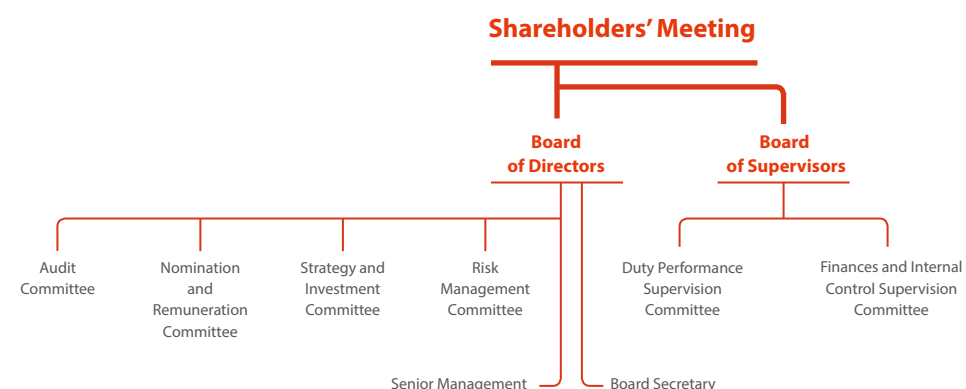 Shareholders’ Meeting
Board
of Directors
Board
of Supervisors
Audit
Committee
Nomination
and
Remuneration
Committee
Strategy and
Investment
Committee
Risk
Management
Committee
Duty Performance
Supervision
Committee
Finances and Internal
Control Supervision
Committee
Senior Management
Board Secretary